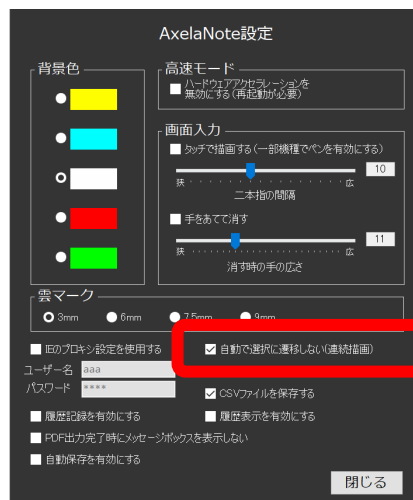 AxelaNote設定
背景色
高速モード
ハードウェアアクセラレーションを
無効にする(再起動が必要)
画面入力
タッチで描画する(一部機種でペンを有効にする)
10
狭 広
二本指の間隔
手をあてて消す
11
狭 広
消す時の手の広さ
雲マーク
3mm 6mm 7.5mm 9mm
IEのプロキシ設定を使用する
自動で選択に遷移しない(連続描画)
ユーザー名 aaa
パスワード ****
CSVファイルを保存する
履歴記録を有効にする
履歴表示を有効にする
PDF出力完了時にメッセージボックスを表示しない
自動保存を有効にする
閉じる